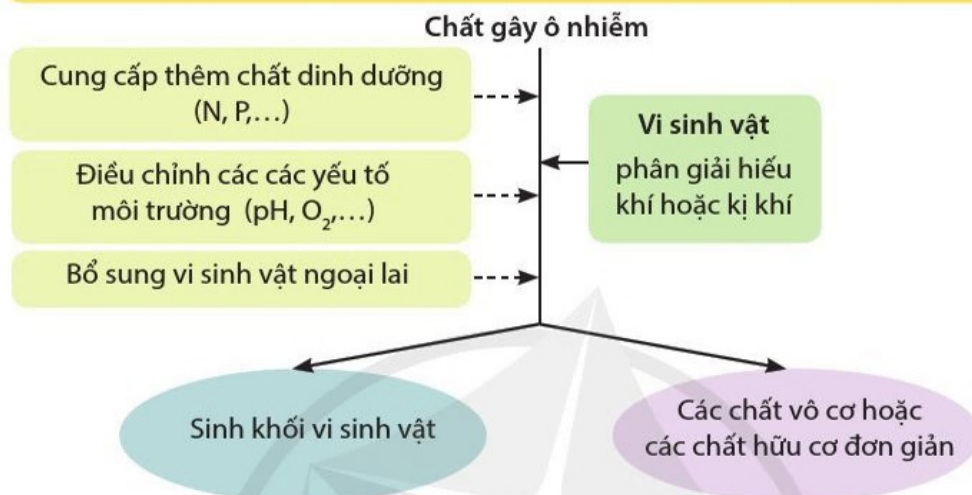 Chất gây ô nhiễm
Cung cấp thêm chất dinh dưỡng
(N, P,...)
Vi sinh vật
phân giải hiếu
khí hoặc kị khí
Điều chỉnh các các yếu tố
môi trường (pH, O₂,...)
Bổ sung vi sinh vật ngoại lai
Sinh khối vi sinh vật
Các chất vô cơ hoặc
các chất hữu cơ đơn giản